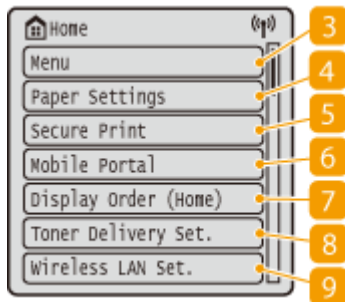 Home
Menu
Paper Settings
Secure Print
Mobile Portal
Display Order (Home)
Toner Delivery Set.
Wireless LAN Set.
3
4
5
6
7
8
9